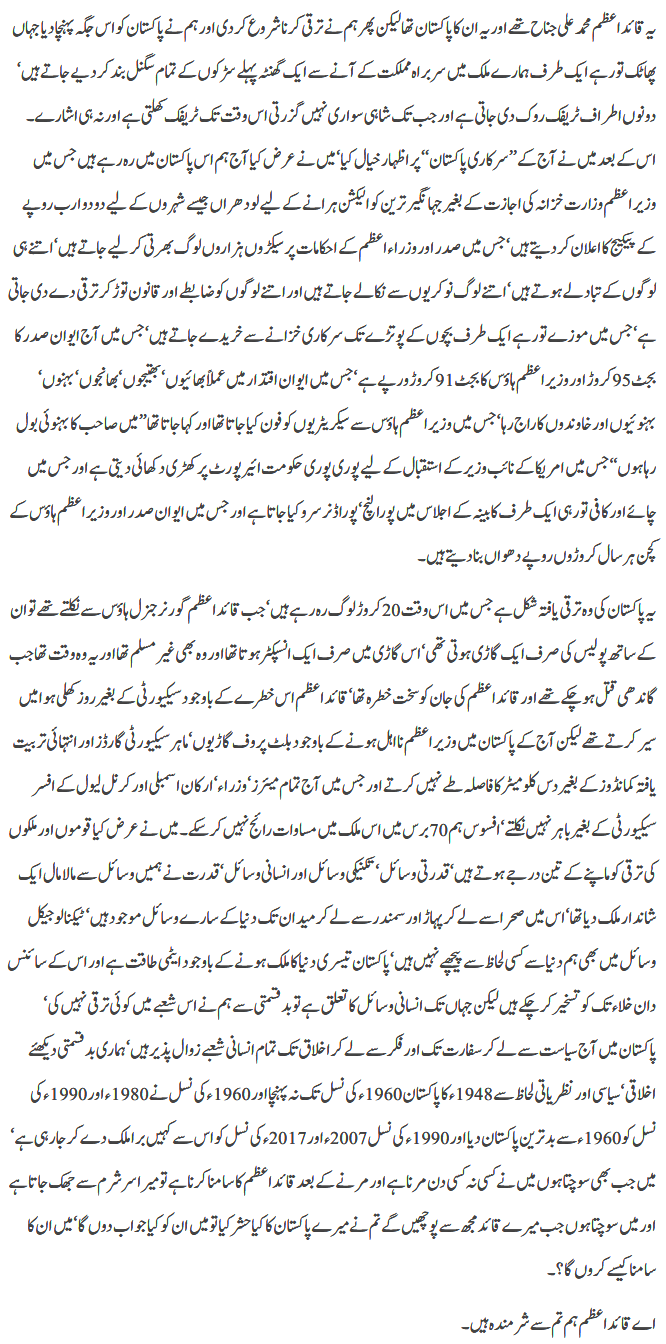 یہ قائداعظم محمد علی جناح تھے اور یہ ان کا پاکستان تھا لیکن پھر ہم نے ترقی کرنا شروع کر دی اور ہم نے پاکستان کو اس جگہ پہنچا دیا جہاں
پھاٹک تو رہے ایک طرف ہمارے ملک میں سربراہ مملکت کے آنے سے ایک گھنٹہ پہلے سڑکوں کے تمام سگنل بند کر دیے جاتے ہیں‘
دونوں اطراف ٹریفک روک دی جاتی ہے اور جب تک شاہی سواری نہیں گزرتی اس وقت تک ٹریفک کھلتی ہے اور نہ ہی اشارے۔
اس کے بعد میں نے آج کے ’’سرکاری پاکستان‘‘ پر اظہار خیال کیا‘ میں نے عرض کیا آج ہم اس پاکستان میں رہ رہے ہیں جس میں
وزیراعظم وزارت خزانہ کی اجازت کے بغیر جہانگیر ترین کو الیکشن ہرانے کے لیے لودھراں جیسے شہروں کے لیے دو دو ارب روپے
کے پیکیج کا اعلان کر دیتے ہیں‘ جس میں صدر اور وزراء اعظم کے احکامات پر سیکڑوں ہزاروں لوگ بھرتی کر لیے جاتے ہیں‘ اتنے ہی
لوگوں کے تبادلے ہوتے ہیں‘ اتنے لوگ نوکریوں سے نکالے جاتے ہیں اور اتنے لوگوں کو ضابطے اور قانون توڑ کر ترقی دے دی جاتی
ہے‘ جس میں موزے تو رہے ایک طرف بچوں کے پوتڑے تک سرکاری خزانے سے خریدے جاتے ہیں‘ جس میں آج ایوان صدر کا
بجٹ 95 کروڑ اور وزیراعظم ہاؤس کا بجٹ 91 کروڑ روپے ہے‘ جس میں ایوان اقتدار میں عملاً بھائیوں‘ بھتیجوں‘ بھانجوں‘ بہنوں‘
بہنوئیوں اور خاوندوں کا راج رہا‘ جس میں وزیراعظم ہاؤس سے سیکریٹریوں کو فون کیا جاتا تھا اور کہا جاتا تھا ’’میں صاحب کا بہنوئی بول
رہا ہوں‘‘ جس میں امریکا کے نائب وزیر کے استقبال کے لیے پوری پوری حکومت ائیرپورٹ پر کھڑی دکھائی دیتی ہے اور جس میں
چائے اور کافی تو رہی ایک طرف کابینہ کے اجلاس میں پورا لنچ‘ پورا ڈنر سرو کیا جاتا ہے اور جس میں ایوان صدر اور وزیراعظم ہاؤس کے
کچن ہر سال کروڑوں روپے دھواں بنا دیتے ہیں۔
یہ پاکستان کی وہ ترقی یافتہ شکل ہے جس میں اس وقت 20 کروڑ لوگ رہ رہے ہیں‘ جب قائداعظم گورنر جنرل ہاؤس سے نکلتے تھے تو ان
کے ساتھ پولیس کی صرف ایک گاڑی ہوتی تھی‘ اس گاڑی میں صرف ایک انسپکٹر ہوتا تھا اور وہ بھی غیر مسلم تھا اور یہ وہ وقت تھا جب
گاندھی قتل ہو چکے تھے اور قائداعظم کی جان کو سخت خطرہ تھا‘ قائداعظم اس خطرے کے باوجود سیکیورٹی کے بغیر روز کھلی ہوا میں
سیر کرتے تھے لیکن آج کے پاکستان میں وزیراعظم نااہل ہونے کے باوجود بلٹ پروف گاڑیوں‘ ماہر سیکیورٹی گارڈز اور انتہائی تربیت
یافتہ کمانڈوز کے بغیر دس کلومیٹر کا فاصلہ طے نہیں کرتے اور جس میں آج تمام میئرز‘ وزراء‘ ارکان اسمبلی اور کرنل لیول کے افسر
سیکیورٹی کے بغیر باہر نہیں نکلتے‘ افسوس ہم 70 برس میں اس ملک میں مساوات رائج نہیں کر سکے۔ میں نے عرض کیا قوموں اور ملکوں
کی ترقی کو ماپنے کے تین درجے ہوتے ہیں‘ قدرتی وسائل‘ تکنیکی وسائل اور انسانی وسائل‘ قدرت نے ہمیں وسائل سے مالا مال ایک
شاندار ملک دیا تھا‘ اس میں صحرا سے لے کر پہاڑ اور سمندر سے لے کر میدان تک دنیا کے سارے وسائل موجود ہیں‘ ٹیکنالوجیکل
وسائل میں بھی ہم دنیا سے کسی لحاظ سے پیچھے نہیں ہیں‘ پاکستان تیسری دنیا کا ملک ہونے کے باوجود ایٹمی طاقت ہے اور اس کے سائنس
دان خلاء تک کو تسخیر کر چکے ہیں لیکن جہاں تک انسانی وسائل کا تعلق ہے تو بدقسمتی سے ہم نے اس شعبے میں کوئی ترقی نہیں کی‘
پاکستان میں آج سیاست سے لے کر سفارت تک اور فکر سے لے کر اخلاق تک تمام انسانی شعبے زوال پذیر ہیں‘ ہماری بدقسمتی دیکھئے
اخلاقی‘ سیاسی اور نظریاتی لحاظ سے 1948ء کا پاکستان 1960ء کی نسل تک نہ پہنچا اور 1960ء کی نسل نے 1980ء اور 1990ء کی
نسل کو 1960ء سے بدترین پاکستان دیا اور 1990ء کی نسل 2007ء اور 2017ء کی نسل کو اس سے کہیں برا ملک دے کر جا رہی ہے‘
میں جب بھی سوچتا ہوں میں نے کسی نہ کسی دن مرنا ہے اور مرنے کے بعد قائداعظم کا سامنا کرنا ہے تو میرا سر شرم سے جھک جاتا ہے
اور میں سوچتا ہوں جب میرے قائد مجھ سے پوچھیں گے تم نے میرے پاکستان کا کیا حشر کیا تو میں ان کو کیا جواب دوں گا‘ میں ان کا
سامنا کیسے کروں گا؟۔
اے قائداعظم ہم تم سے شرمندہ ہیں۔